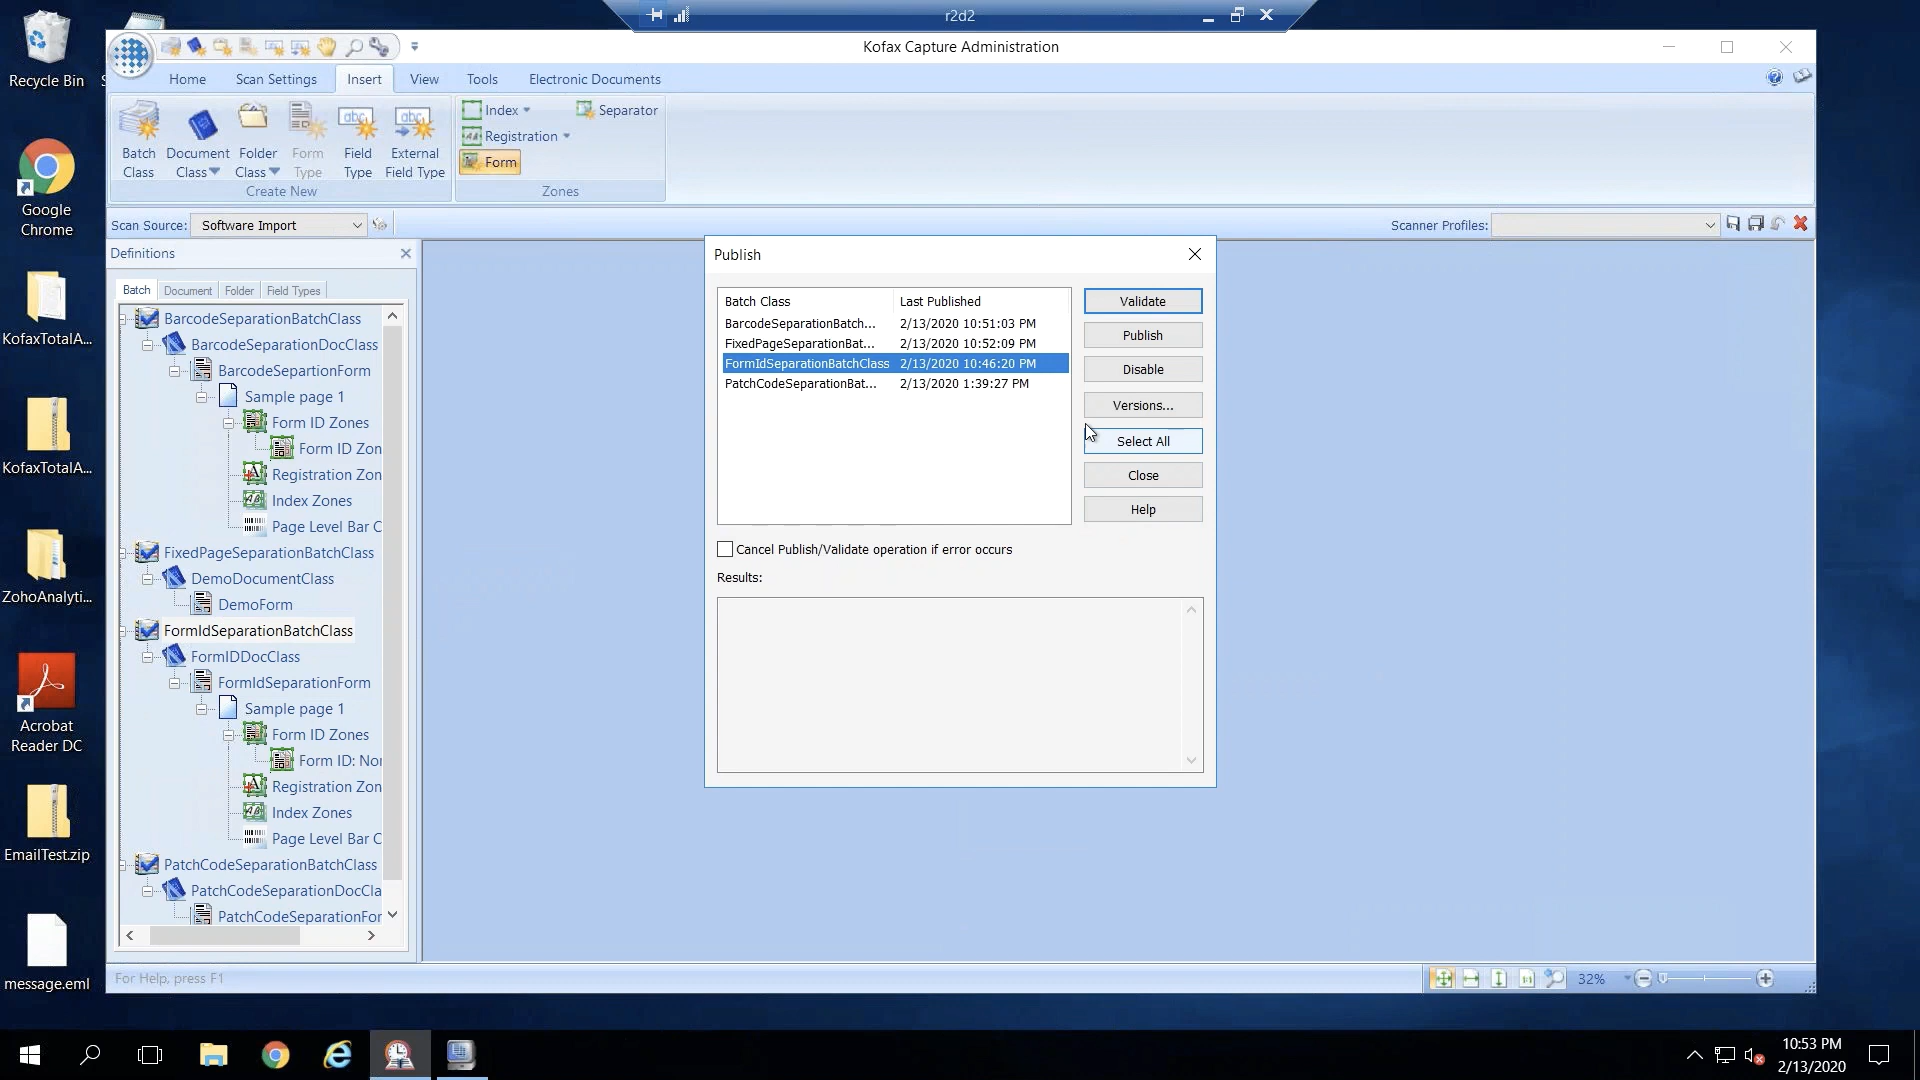 r2d2
Recycle Bin
Google
Chrome
KofaxTotalA...
KofaxTotalA...
ZohoAnalyti...
Acrobat
Reader DC
EmailTest.zip
message.eml
Kofax Capture Administration
Home
Scan Settings
Insert
View
Tools
Electronic Documents
Batch
Class
Document
Class
Folder
Class
Form
Type
Field
Type
External
Field Type
Create New
Index
Separator
Registration
Form
Zones
Scan Source:
Software Import
Scanner Profiles:
Definitions
Batch
Document
Folder
Field Types
BarcodeSeparationBatchClass
BarcodeSeparationDocClass
BarcodeSepartionForm
Sample page 1
Form ID Zones
Form ID Zon
Registration Zon
Index Zones
Page Level Bar C
FixedPageSeparationBatchClass
DemoDocumentClass
DemoForm
FormIdSeparationBatchClass
FormIDDocClass
FormIdSeparationForm
Sample page 1
Form ID Zones
Form ID: Nor
Registration Zon
Index Zones
Page Level Bar C
PatchCodeSeparationBatchClass
PatchCodeSeparationDocCla
PatchCodeSeparationFor
Publish
Batch Class
Last Published
BarcodeSeparationBatch... 2/13/2020 10:51:03 PM
FixedPageSeparationBat... 2/13/2020 10:52:09 PM
FormIdSeparationBatchClass 2/13/2020 10:46:20 PM
PatchCodeSeparationBat... 2/13/2020 1:39:27 PM
Validate
Publish
Disable
Versions...
Select All
Close
Help
Cancel Publish/Validate operation if error occurs
Results:
For Help, press F1
32%
10:53 PM
2/13/2020